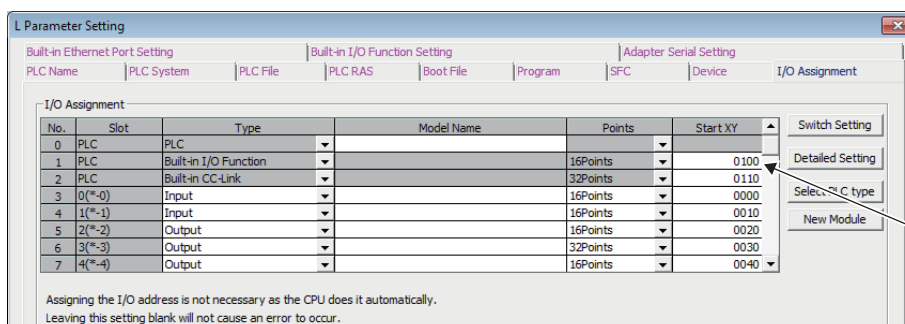 L Parameter Setting
Built-in Ethernet Port Setting Built-in I/O Function Setting Adapter Serial Setting
PLC Name PLC System PLC File PLC RAS Boot File Program SFC Device I/O Assignment
I/O Assignment
No. Slot Type Model Name Points Start XY
0 PLC PLC
1 PLC Built-in I/O Function 16Points 0100
2 PLC Built-in CC-Link 32Points 0110
3 0(*-0) Input 16Points 0000
4 1(*-1) Input 16Points 0010
5 2(*-2) Output 16Points 0020
6 3(*-3) Output 32Points 0030
7 4(*-4) Output 16Points 0040
Switch Setting
Detailed Setting
Select PLC type
New Module
Assigning the I/O address is not necessary as the CPU does it automatically.
Leaving this setting blank will not cause an error to occur.